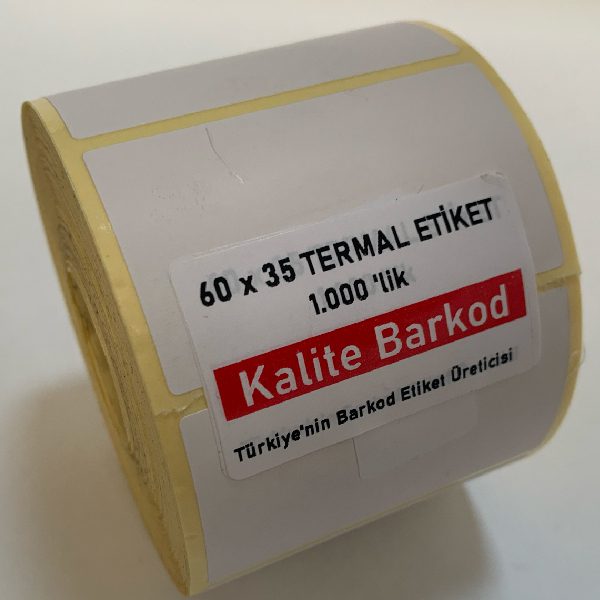 60 x 35 TERMAL ETİKET
1.000 'lik
Kalite Barkod
Türkiye'nin Barkod Etiket Üreticisi